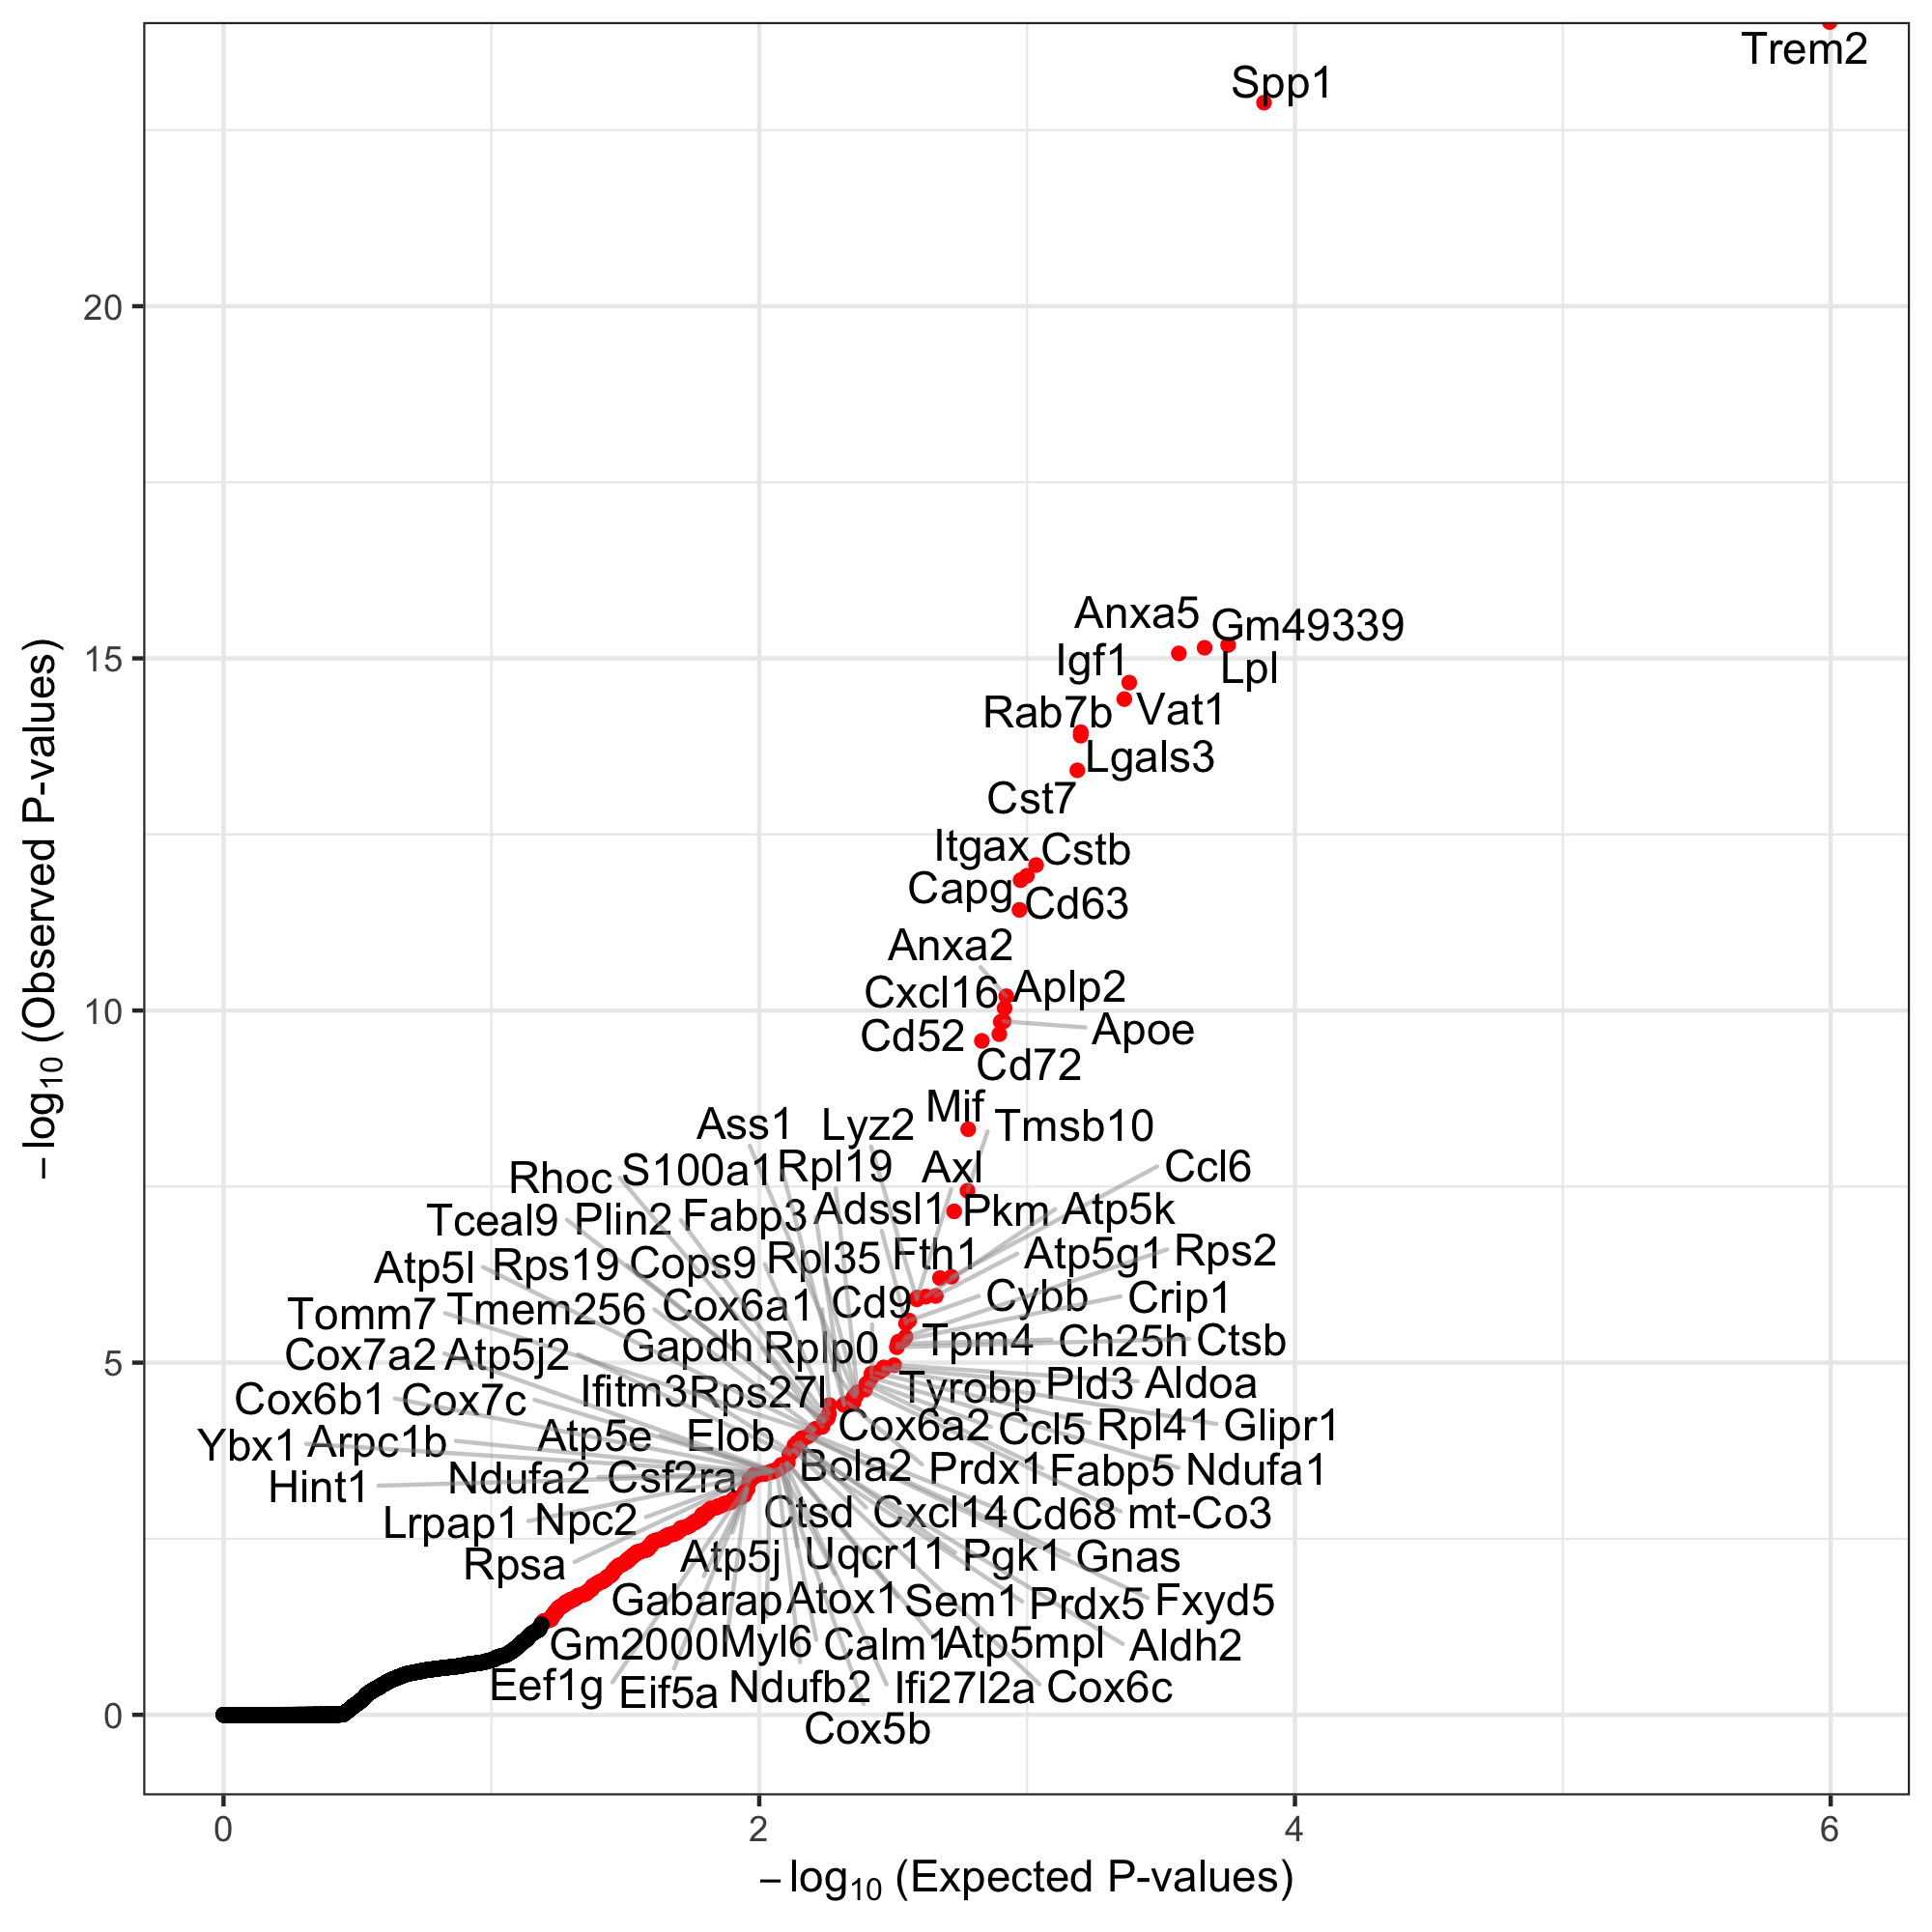 Trem2
Spp1
20
Anxa5
Gm49339
15
Igf1
Lpl
Rab7b
Vat1
Lgals3
Cst7
Itgax
Cstb
Capg
Cd63
Anxa2
Cxcl16
Aplp2
10
Cd52
Apoe
Cd72
Mif
Ass1
Lyz2
Tmsb10
Rhoc
S100a1
Rpl19
Axl
Ccl6
Tceal9
Plin2
Fabp3
Adssl1
Pkm
Atp5k
Atp5l
Rps19
Cops9
Rpl35
Fth1
Atp5g1
Rps2
Tomm7
Tmem256
Cox6a1
Cd9
Cybb
Crip1
Cox7a2
Atp5j2
Gapdh
Rplp0
Tpm4
Ch25h
Ctsb
5
Cox6b1
Cox7c
Ifitm3
Rps27l
Tyrobp
Pld3
Aldoa
Ybx1
Arpc1b
Atp5e
Elob
Cox6a2
Ccl5
Rpl41
Glipr1
Hint1
Ndufa2
Csf2ra
Bola2
Prdx1
Fabp5
Ndufa1
Lrpap1
Npc2
Ctsd
Cxcl14
Cd68
mt-Co3
Rpsa
Atp5j
Uqcr11
Pgk1
Gnas
Gabarap
Atox1
Sem1
Prdx5
Fxyd5
Gm2000
Myl6
Calm1
Atp5mpl
Aldh2
Eef1g
Eif5a
Ndufb2
Ifi27l2a
Cox6c
0
Cox5b
0 2 4 6
−log10 (Expected P-values)
−log10 (Observed P-values)